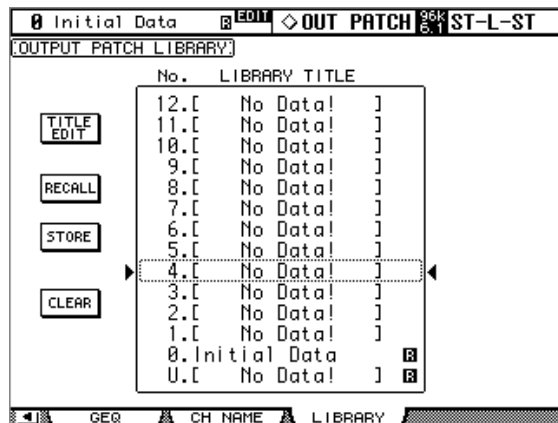 0 Initial Data R EDIT ◇OUT PATCH 96k 6.1 ST-L-ST
OUTPUT PATCH LIBRARY
No. LIBRARY TITLE
12.[ No Data! ]
TITLE EDIT
11.[ No Data! ]
10.[ No Data! ]
9.[ No Data! ]
RECALL
8.[ No Data! ]
7.[ No Data! ]
STORE
6.[ No Data! ]
5.[ No Data! ]
4.[ No Data! ]
CLEAR
3.[ No Data! ]
2.[ No Data! ]
1.[ No Data! ]
0.Initial Data R
U.[ No Data! ] R
GEQ CH NAME LIBRARY